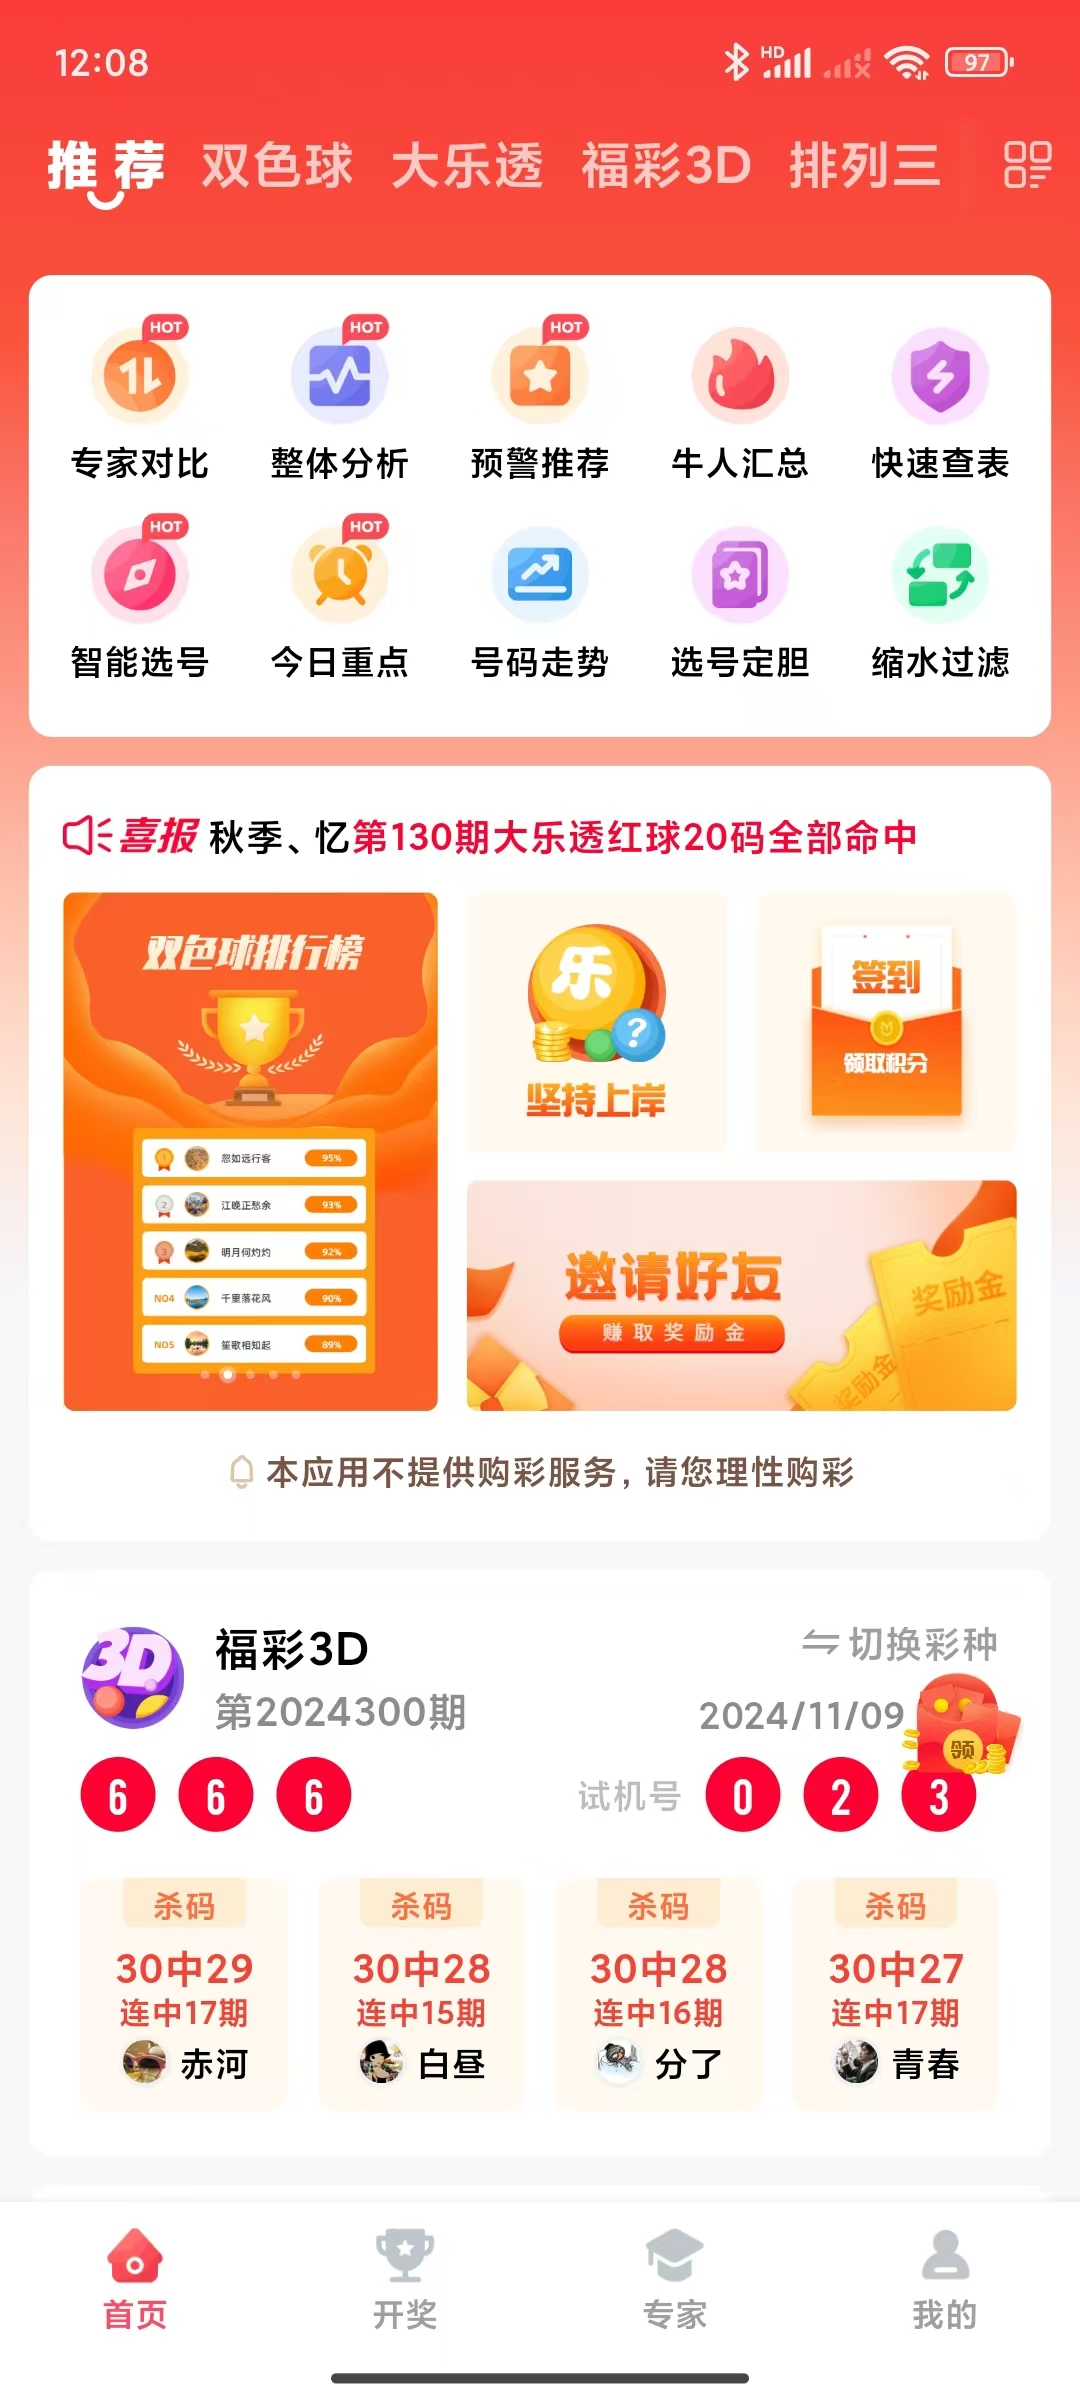 12:08
HD
97
推荐 双色球 大乐透 福彩3D 排列三
HOT HOT HOT
专家对比 整体分析 预警推荐 牛人汇总 快速查表
HOT HOT
智能选号 今日重点 号码走势 选号定胆 缩水过滤
喜报 秋季、忆第130期大乐透红球20码全部命中
双色球排行榜
1 忽如远行客 95%
2 江晚正愁余 93%
3 明月何灼灼 92%
NO4 千里落花风 90%
NO5 笙歌相知起 89%
乐
?
坚持上岸
签到
领取积分
邀请好友
赚取奖励金
奖励金
奖励金
本应用不提供购彩服务，请您理性购彩
3D
福彩3D
切换彩种
第2024300期
2024/11/09
领
6 6 6 试机号 0 2 3
杀码 杀码 杀码 杀码
30中29 30中28 30中28 30中27
连中17期 连中15期 连中16期 连中17期
赤河 白昼 分了 青春
首页 开奖 专家 我的